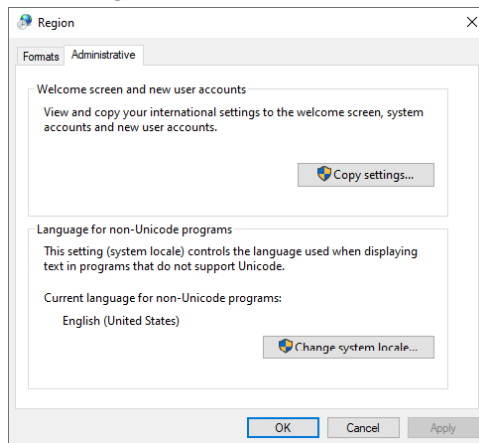 Region
Formats
Administrative
Welcome screen and new user accounts
View and copy your international settings to the welcome screen, system
accounts and new user accounts.
Copy settings...
Language for non-Unicode programs
This setting (system locale) controls the language used when displaying
text in programs that do not support Unicode.
Current language for non-Unicode programs:
English (United States)
Change system locale...
OK
Cancel
Apply